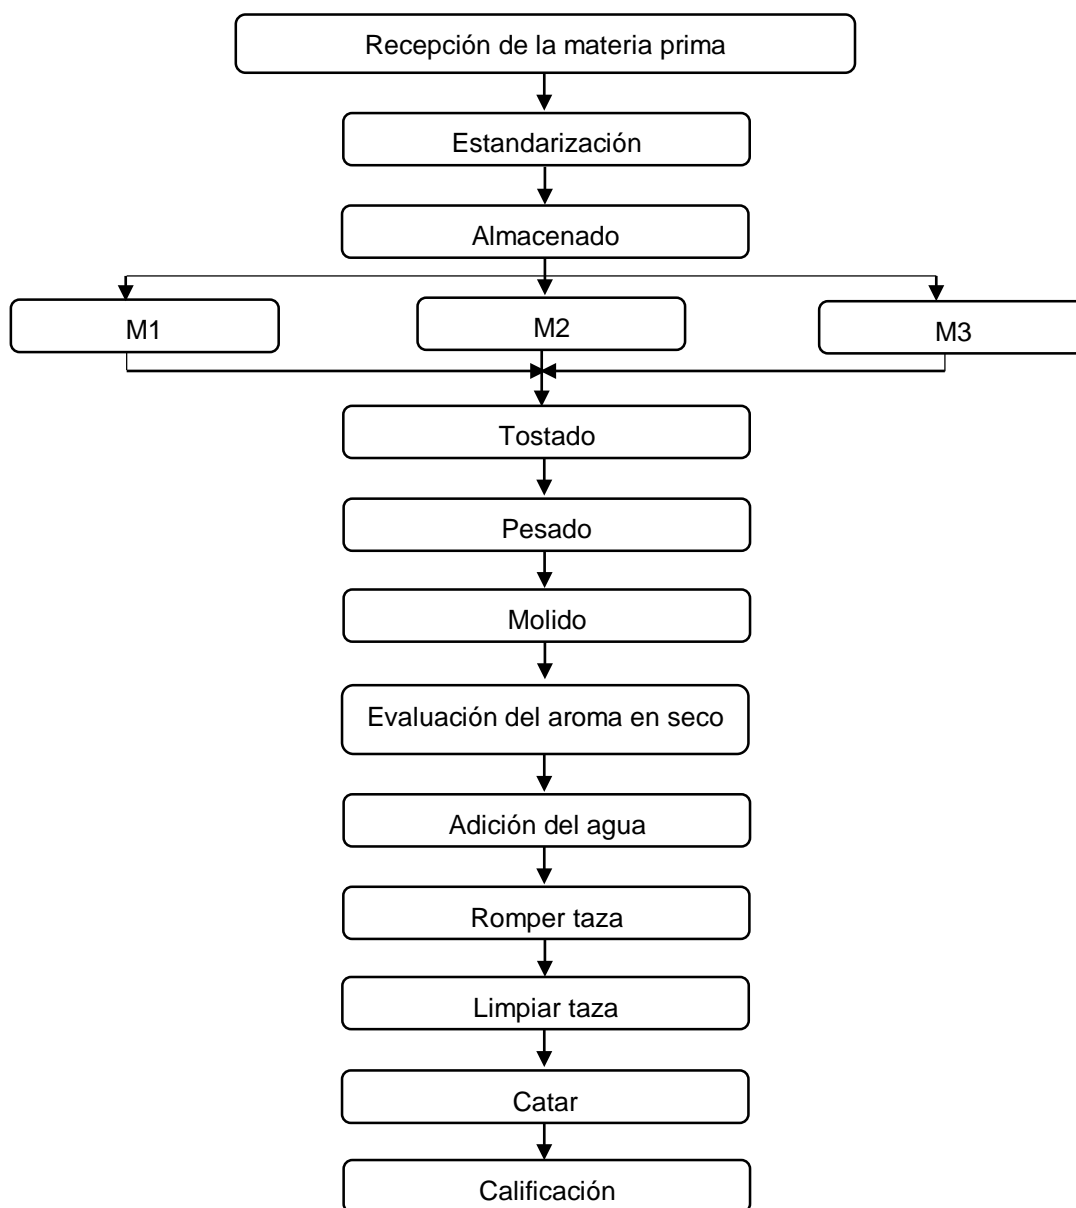 Recepción de la materia prima
Estandarización
Almacenado
M1
M2
M3
Tostado
Pesado
Molido
Evaluación del aroma en seco
Adición del agua
Romper taza
Limpiar taza
Catar
Calificación